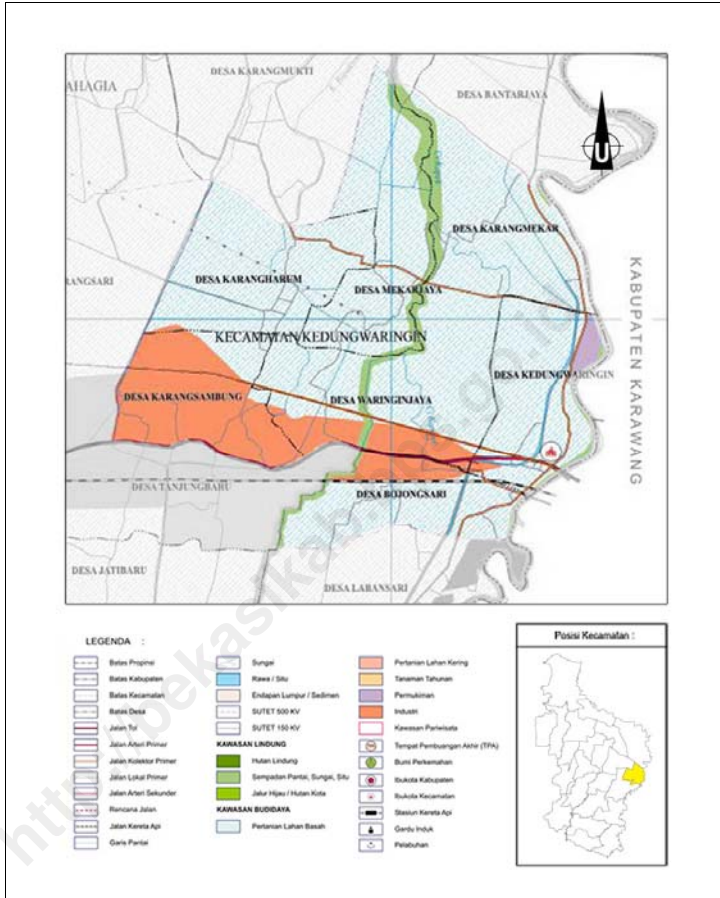 DESA KARANGMUKTI
AHAGIA
DESA BANTARJAYA
U
DESA KARANGMEKAR
KABUPATEN KARAWANG
RANGSARI
DESA KARANGHARUM
DESA MEKARJAYA
KECAMATAN KEDUNGWARINGIN
DESA KEDUNGWARINGIN
DESA KARANGSAMBUNG
DESA WARINGINJAYA
DESA TANJUNGBARU
DESA BOJONGSARI
DESA JATIBARU
DESA LABANSARI
LEGENDA :
Batas Propinsi
Batas Kabupaten
Batas Kecamatan
Batas Desa
Jalan Tol
Jalan Arteri Primer
Jalan Kolektor Primer
Jalan Lokal Primer
Jalan Arteri Sekunder
Rencana Jalan
Jalan Kereta Api
Garis Pantai
Sungai
Rawa / Situ
Endapan Lumpur / Sedimen
SUTET 500 KV
SUTET 150 KV
KAWASAN LINDUNG
Hutan Lindung
Sempadan Pantai, Sungai, Situ
Jalur Hijau / Hutan Kota
KAWASAN BUDIDAYA
Pertanian Lahan Basah
Pertanian Lahan Kering
Tanaman Tahunan
Permukiman
Industri
Kawasan Pariwisata
Tempat Pembuangan Akhir (TPA)
Bumi Perkemahan
Ibukota Kabupaten
Ibukota Kecamatan
Stasiun Kereta Api
Gardu Induk
Pelabuhan
Posisi Kecamatan :